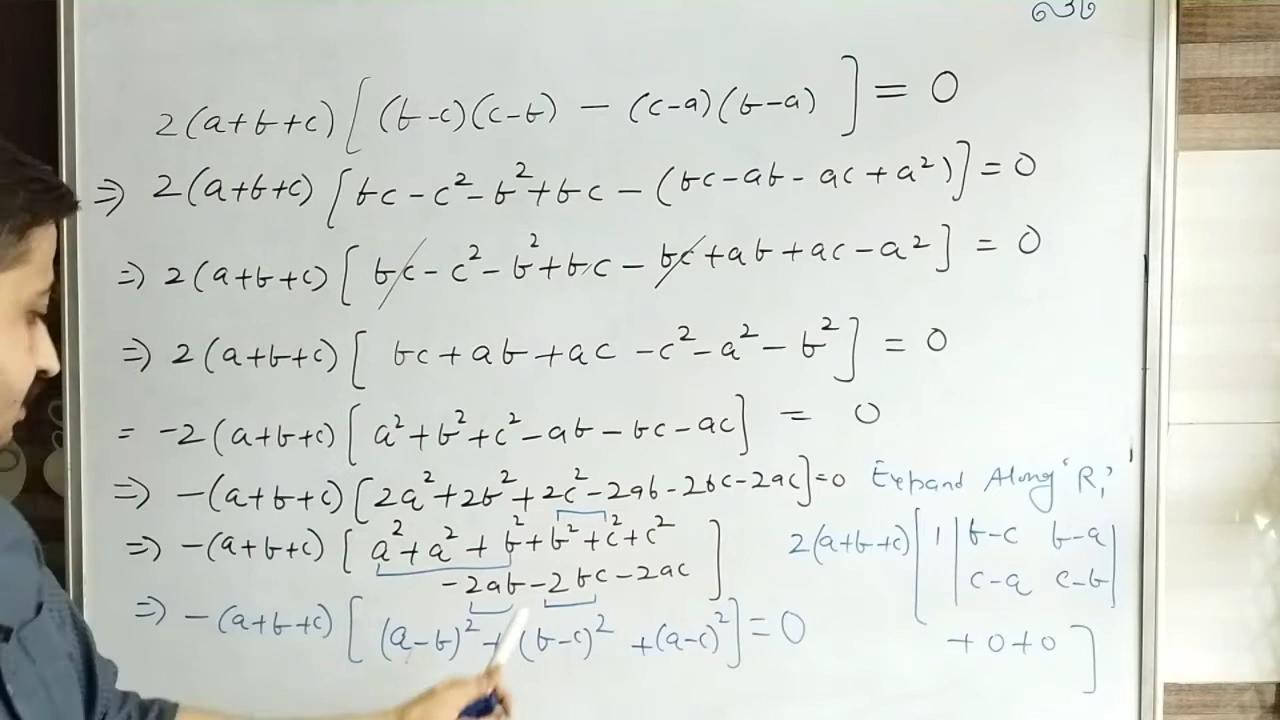 2(a+b+c)[(b-c)(c-b) - (c-a)(b-a)] = 0
⇒ 2(a+b+c)[bc-c²-b²+bc-(bc-ab-ac+a²)] = 0
⇒ 2(a+b+c)[bc-c²-b²+bc-bc+ab+ac-a²] = 0
⇒ 2(a+b+c)[bc+ab+ac-c²-a²-b²] = 0
= -2(a+b+c)[a²+b²+c²-ab-bc-ac] = 0
⇒ -(a+b+c)[2a²+2b²+2c²-2ab-2bc-2ac]=0
⇒ -(a+b+c)[a²+a²+b²+b²+c²+c²
-2ab-2bc-2ac]
⇒ -(a+b+c)[(a-b)²+(b-c)²+(a-c)²]=0
Expand Along 'R₁'
2(a+b+c)[1|b-c b-a|
|c-a c-b|
+0+0]